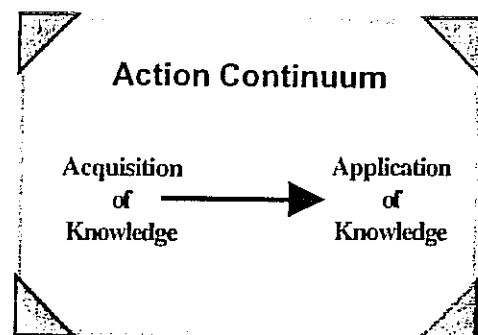 Action Continuum
Acquisition
of
Knowledge
Application
of
Knowledge